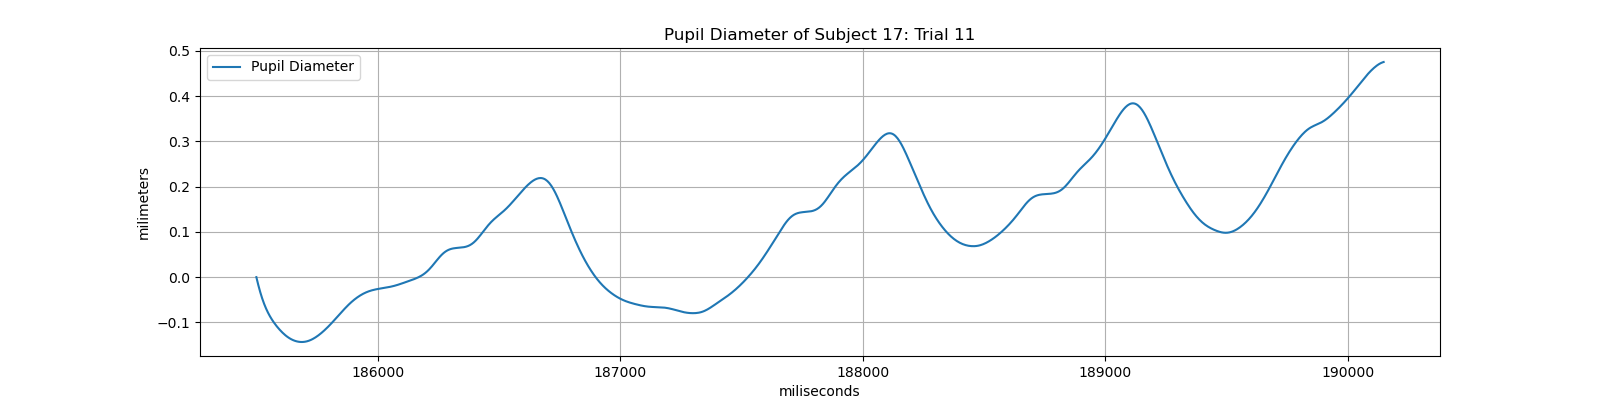 Pupil Diameter of Subject 17: Trial 11
Pupil Diameter
0.5
0.4
0.3
0.2
0.1
0.0
−0.1
milimeters
186000 187000 188000 189000 190000
miliseconds